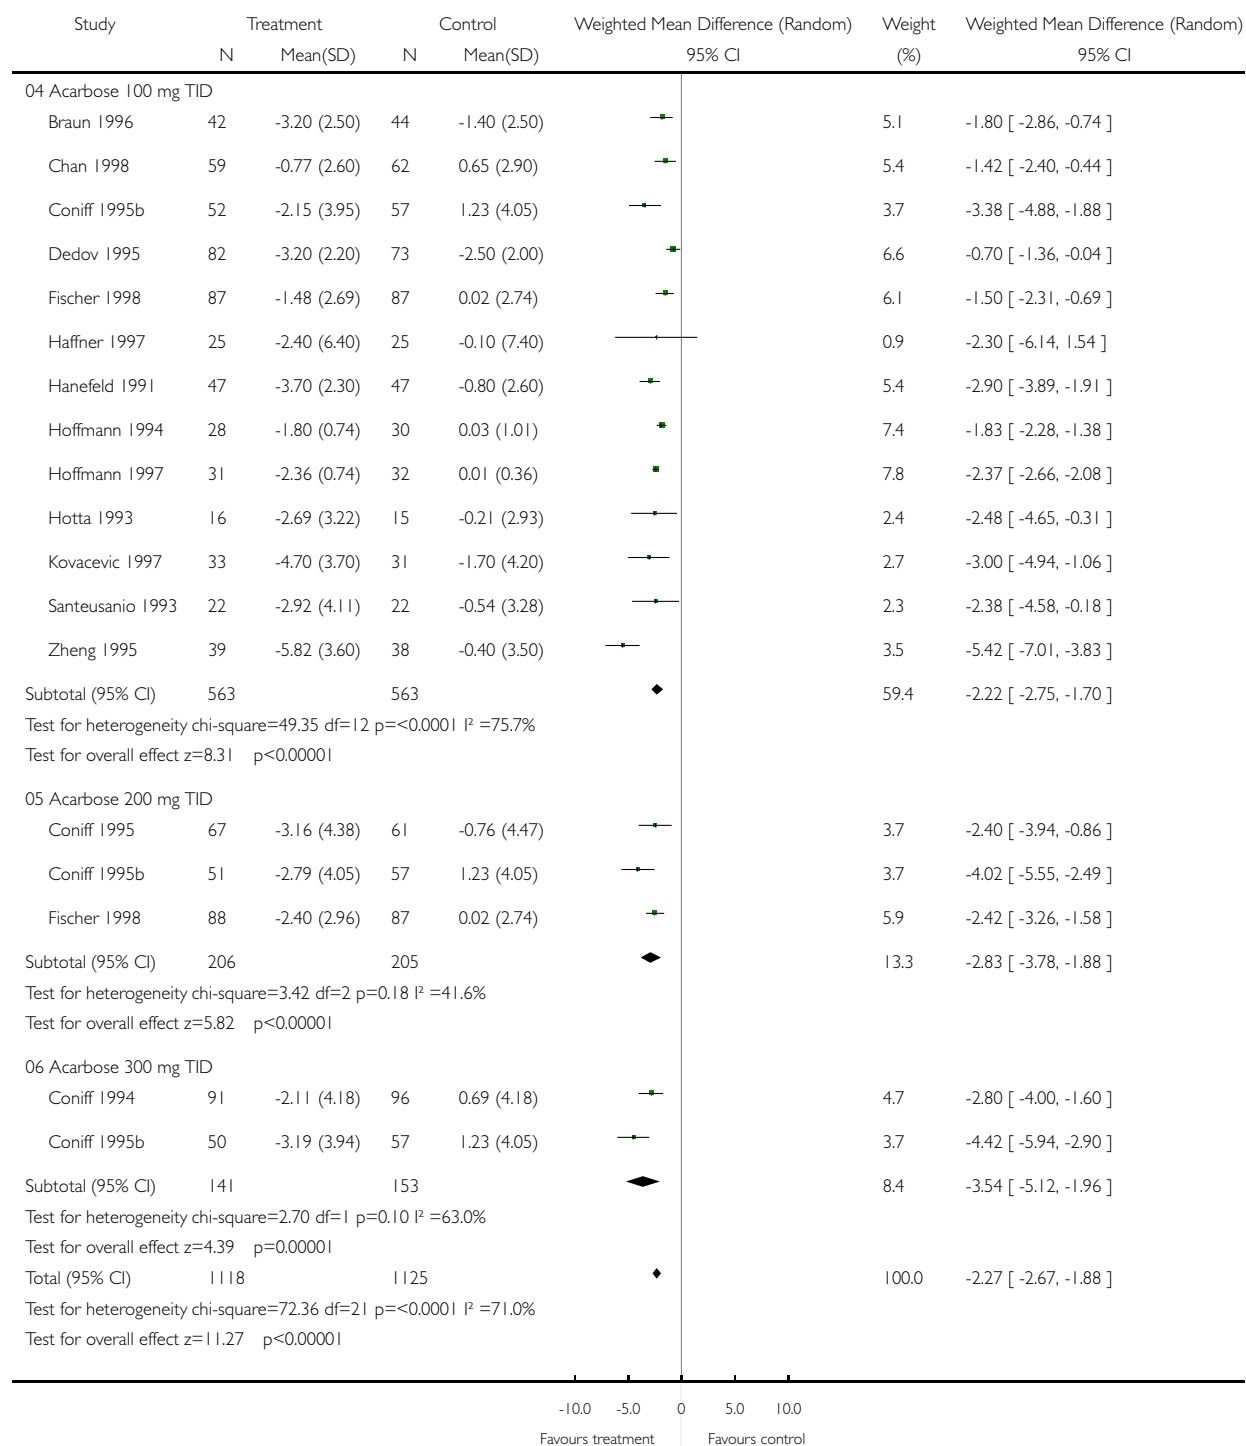 Study Treatment Control Weighted Mean Difference (Random) Weight Weighted Mean Difference (Random)
N Mean(SD) N Mean(SD) 95% CI (%) 95% CI
04 Acarbose 100 mg TID
Braun 1996 42 -3.20 (2.50) 44 -1.40 (2.50) 5.1 -1.80 [ -2.86, -0.74 ]
Chan 1998 59 -0.77 (2.60) 62 0.65 (2.90) 5.4 -1.42 [ -2.40, -0.44 ]
Coniff 1995b 52 -2.15 (3.95) 57 1.23 (4.05) 3.7 -3.38 [ -4.88, -1.88 ]
Dedov 1995 82 -3.20 (2.20) 73 -2.50 (2.00) 6.6 -0.70 [ -1.36, -0.04 ]
Fischer 1998 87 -1.48 (2.69) 87 0.02 (2.74) 6.1 -1.50 [ -2.31, -0.69 ]
Haffner 1997 25 -2.40 (6.40) 25 -0.10 (7.40) 0.9 -2.30 [ -6.14, 1.54 ]
Hanefeld 1991 47 -3.70 (2.30) 47 -0.80 (2.60) 5.4 -2.90 [ -3.89, -1.91 ]
Hoffmann 1994 28 -1.80 (0.74) 30 0.03 (1.01) 7.4 -1.83 [ -2.28, -1.38 ]
Hoffmann 1997 31 -2.36 (0.74) 32 0.01 (0.36) 7.8 -2.37 [ -2.66, -2.08 ]
Hotta 1993 16 -2.69 (3.22) 15 -0.21 (2.93) 2.4 -2.48 [ -4.65, -0.31 ]
Kovacevic 1997 33 -4.70 (3.70) 31 -1.70 (4.20) 2.7 -3.00 [ -4.94, -1.06 ]
Santeusanio 1993 22 -2.92 (4.11) 22 -0.54 (3.28) 2.3 -2.38 [ -4.58, -0.18 ]
Zheng 1995 39 -5.82 (3.60) 38 -0.40 (3.50) 3.5 -5.42 [ -7.01, -3.83 ]
Subtotal (95% CI) 563 563 59.4 -2.22 [ -2.75, -1.70 ]
Test for heterogeneity chi-square=49.35 df=12 p=<0.0001 I² =75.7%
Test for overall effect z=8.31 p<0.00001
05 Acarbose 200 mg TID
Coniff 1995 67 -3.16 (4.38) 61 -0.76 (4.47) 3.7 -2.40 [ -3.94, -0.86 ]
Coniff 1995b 51 -2.79 (4.05) 57 1.23 (4.05) 3.7 -4.02 [ -5.55, -2.49 ]
Fischer 1998 88 -2.40 (2.96) 87 0.02 (2.74) 5.9 -2.42 [ -3.26, -1.58 ]
Subtotal (95% CI) 206 205 13.3 -2.83 [ -3.78, -1.88 ]
Test for heterogeneity chi-square=3.42 df=2 p=0.18 I² =41.6%
Test for overall effect z=5.82 p<0.00001
06 Acarbose 300 mg TID
Coniff 1994 91 -2.11 (4.18) 96 0.69 (4.18) 4.7 -2.80 [ -4.00, -1.60 ]
Coniff 1995b 50 -3.19 (3.94) 57 1.23 (4.05) 3.7 -4.42 [ -5.94, -2.90 ]
Subtotal (95% CI) 141 153 8.4 -3.54 [ -5.12, -1.96 ]
Test for heterogeneity chi-square=2.70 df=1 p=0.10 I² =63.0%
Test for overall effect z=4.39 p=0.00001
Total (95% CI) 1118 1125 100.0 -2.27 [ -2.67, -1.88 ]
Test for heterogeneity chi-square=72.36 df=21 p=<0.0001 I² =71.0%
Test for overall effect z=11.27 p<0.00001
-10.0 -5.0 0 5.0 10.0
Favours treatment Favours control